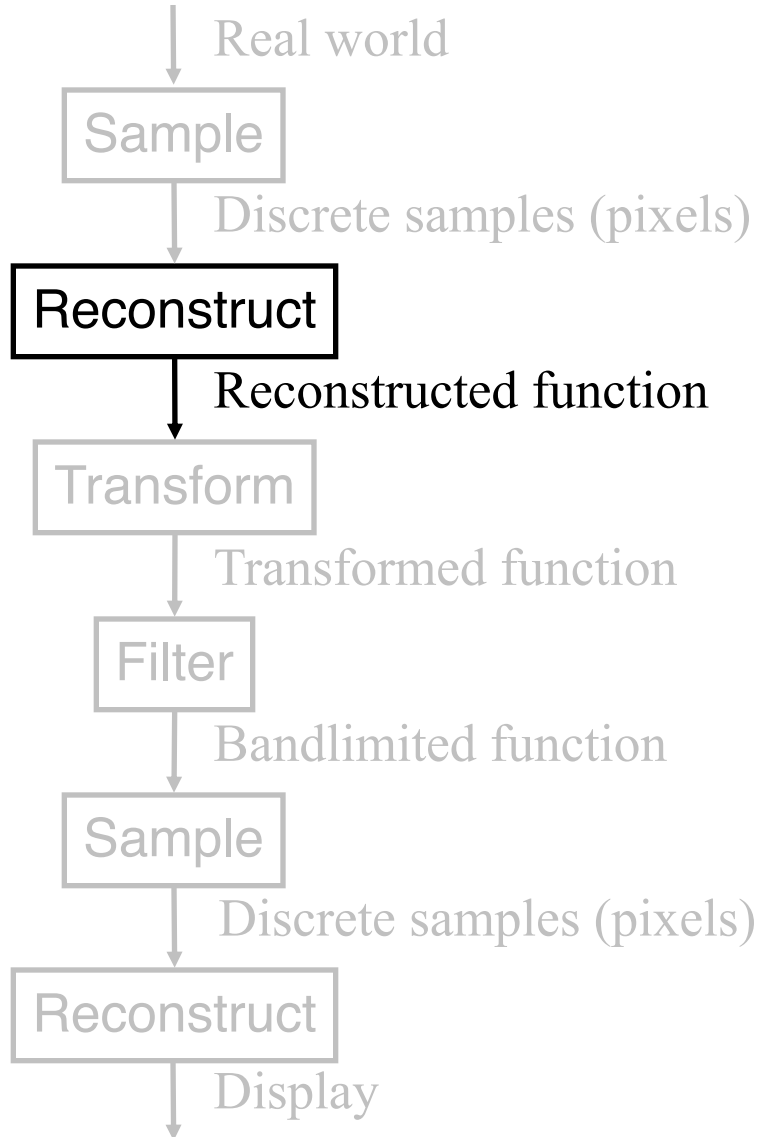 Real world
Sample
Discrete samples (pixels)
Reconstruct
Reconstructed function
Transform
Transformed function
Filter
Bandlimited function
Sample
Discrete samples (pixels)
Reconstruct
Display